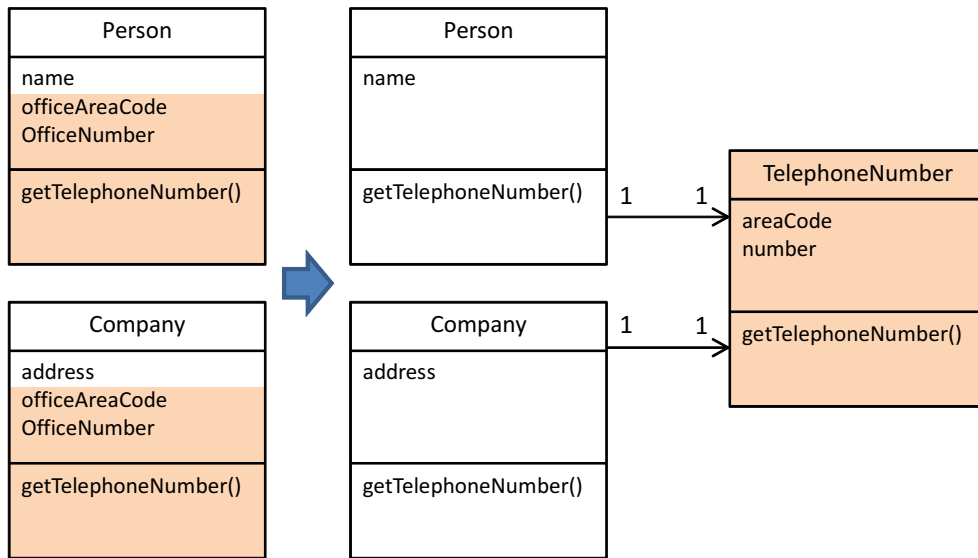 Person
name
officeAreaCode
OfficeNumber
getTelephoneNumber()
Company
address
officeAreaCode
OfficeNumber
getTelephoneNumber()
Person
name
getTelephoneNumber()
1
1
Company
address
getTelephoneNumber()
1
1
TelephoneNumber
areaCode
number
getTelephoneNumber()